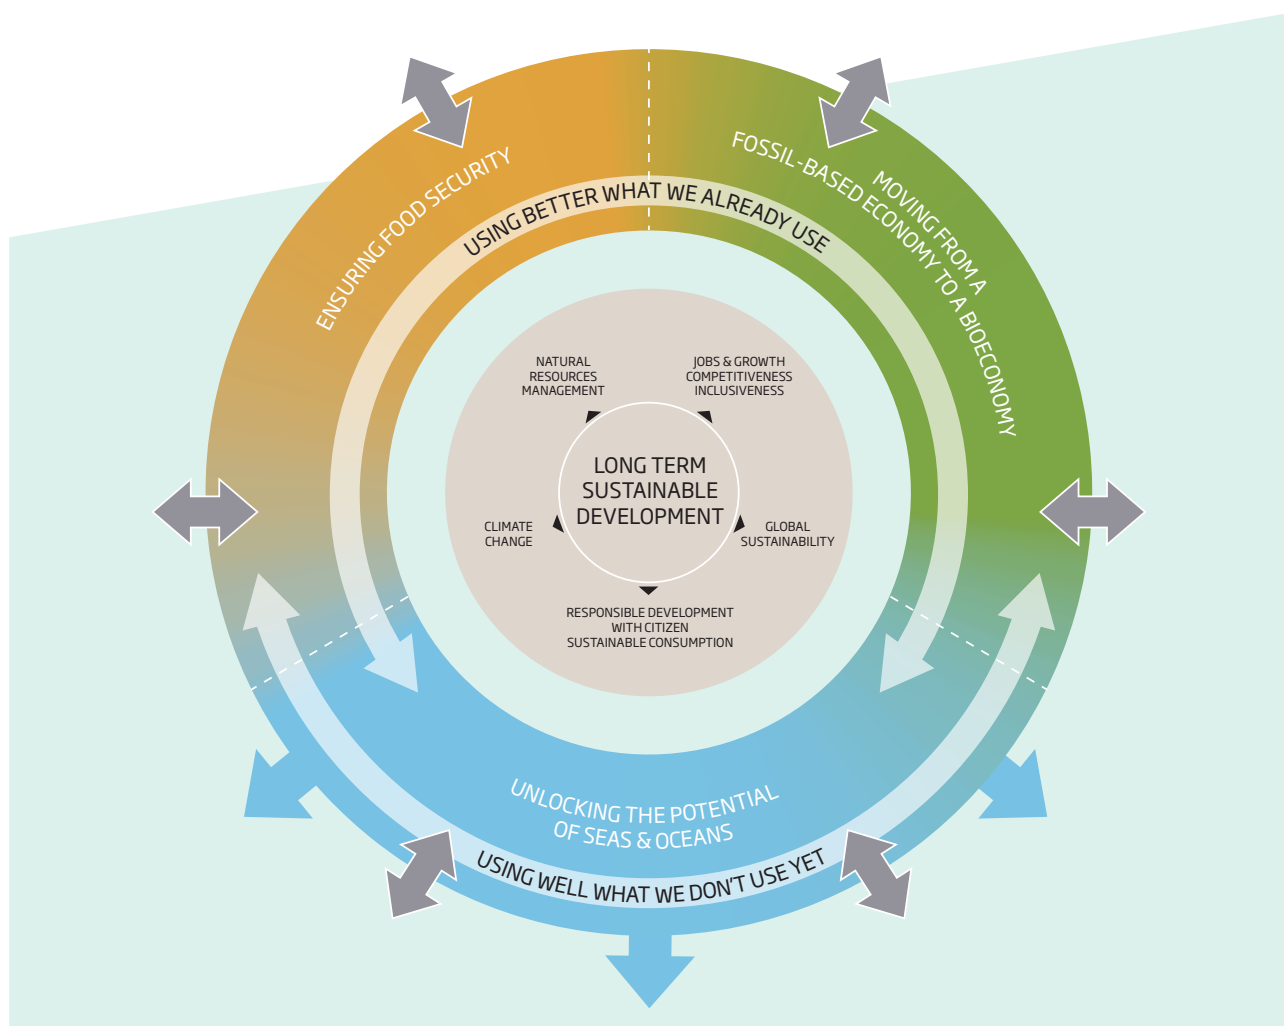 ENSURING FOOD SECURITY
MOVING FROM A
FOSSIL-BASED ECONOMY TO A BIOECONOMY
USING BETTER WHAT WE ALREADY USE
NATURAL
RESOURCES
MANAGEMENT
JOBS & GROWTH
COMPETITIVENESS
INCLUSIVENESS
LONG TERM
SUSTAINABLE
DEVELOPMENT
CLIMATE
CHANGE
GLOBAL
SUSTAINABILITY
RESPONSIBLE DEVELOPMENT
WITH CITIZEN
SUSTAINABLE CONSUMPTION
UNLOCKING THE POTENTIAL
OF SEAS & OCEANS
USING WELL WHAT WE DON'T USE YET